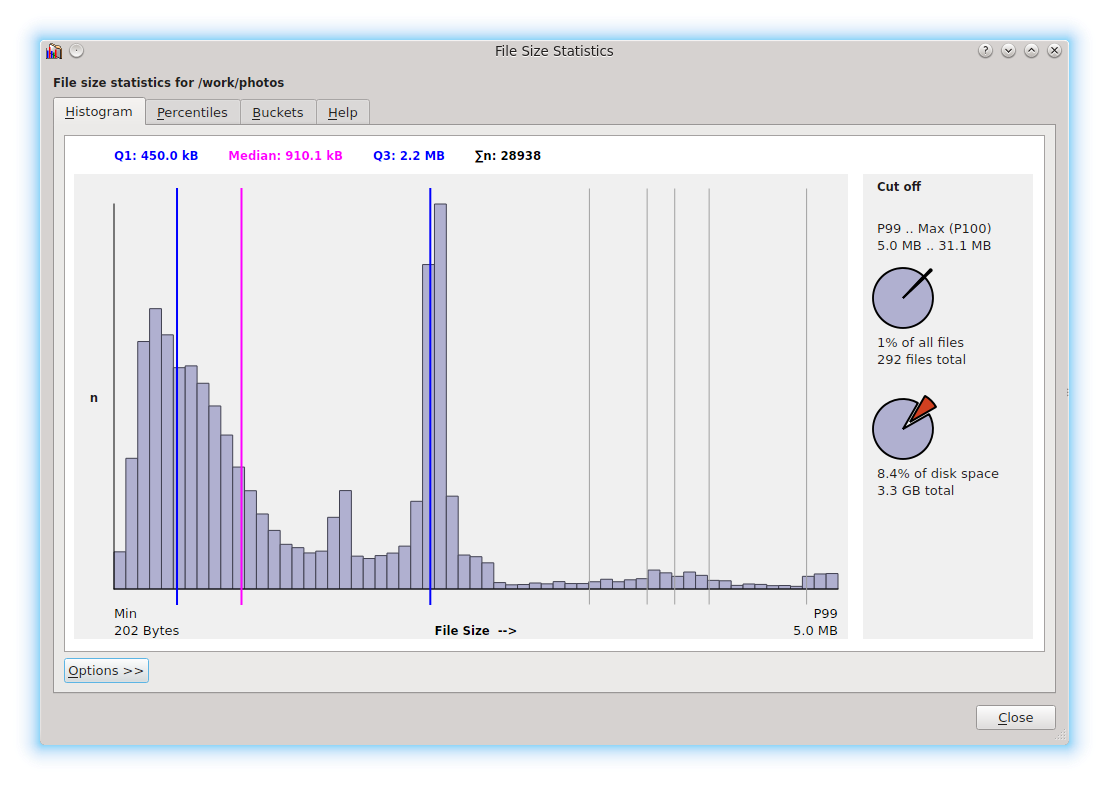 File Size Statistics
File size statistics for /work/photos
Histogram Percentiles Buckets Help
Q1: 450.0 kB Median: 910.1 kB Q3: 2.2 MB ∑n: 28938
Cut off
P99 .. Max (P100)
5.0 MB .. 31.1 MB
1% of all files
292 files total
n
8.4% of disk space
3.3 GB total
Min P99
202 Bytes File Size --> 5.0 MB
Options >>
Close